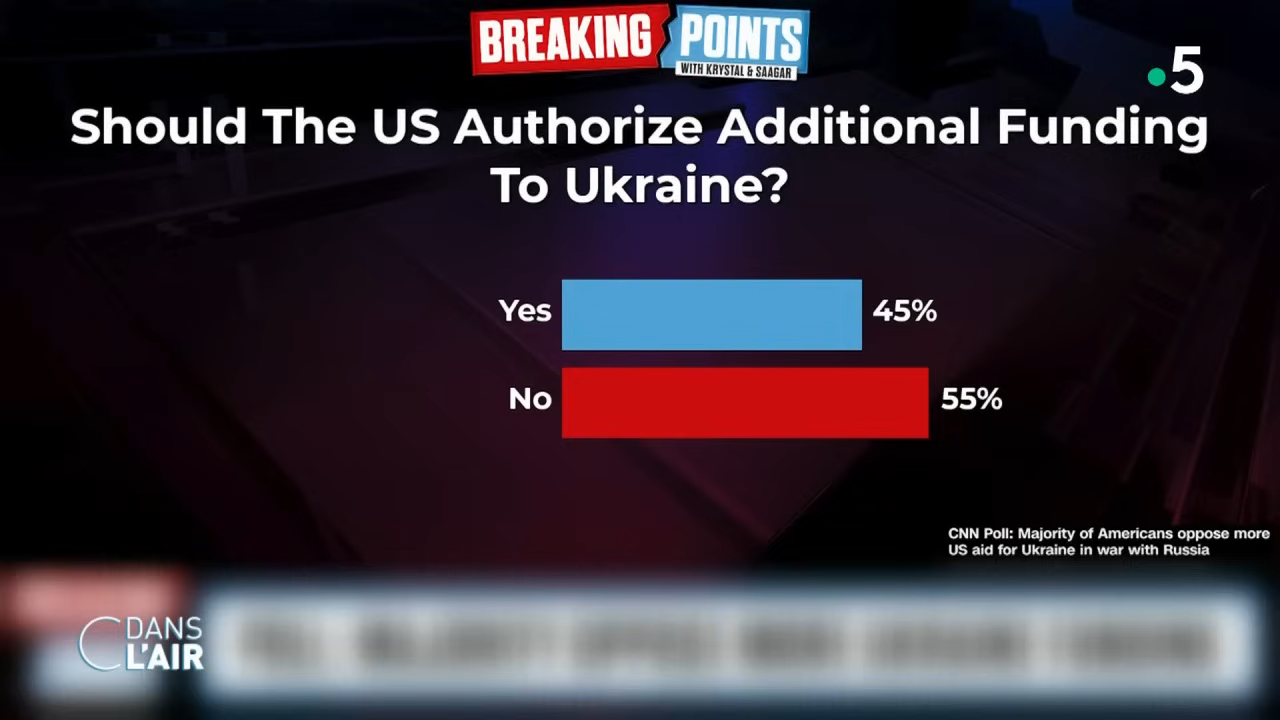 BREAKING POINTS
WITH KRYSTAL & SAAGAR
5
Should The US Authorize Additional Funding
To Ukraine?
Yes 45%
No 55%
CNN Poll: Majority of Americans oppose more
US aid for Ukraine in war with Russia
C DANS
L'AIR